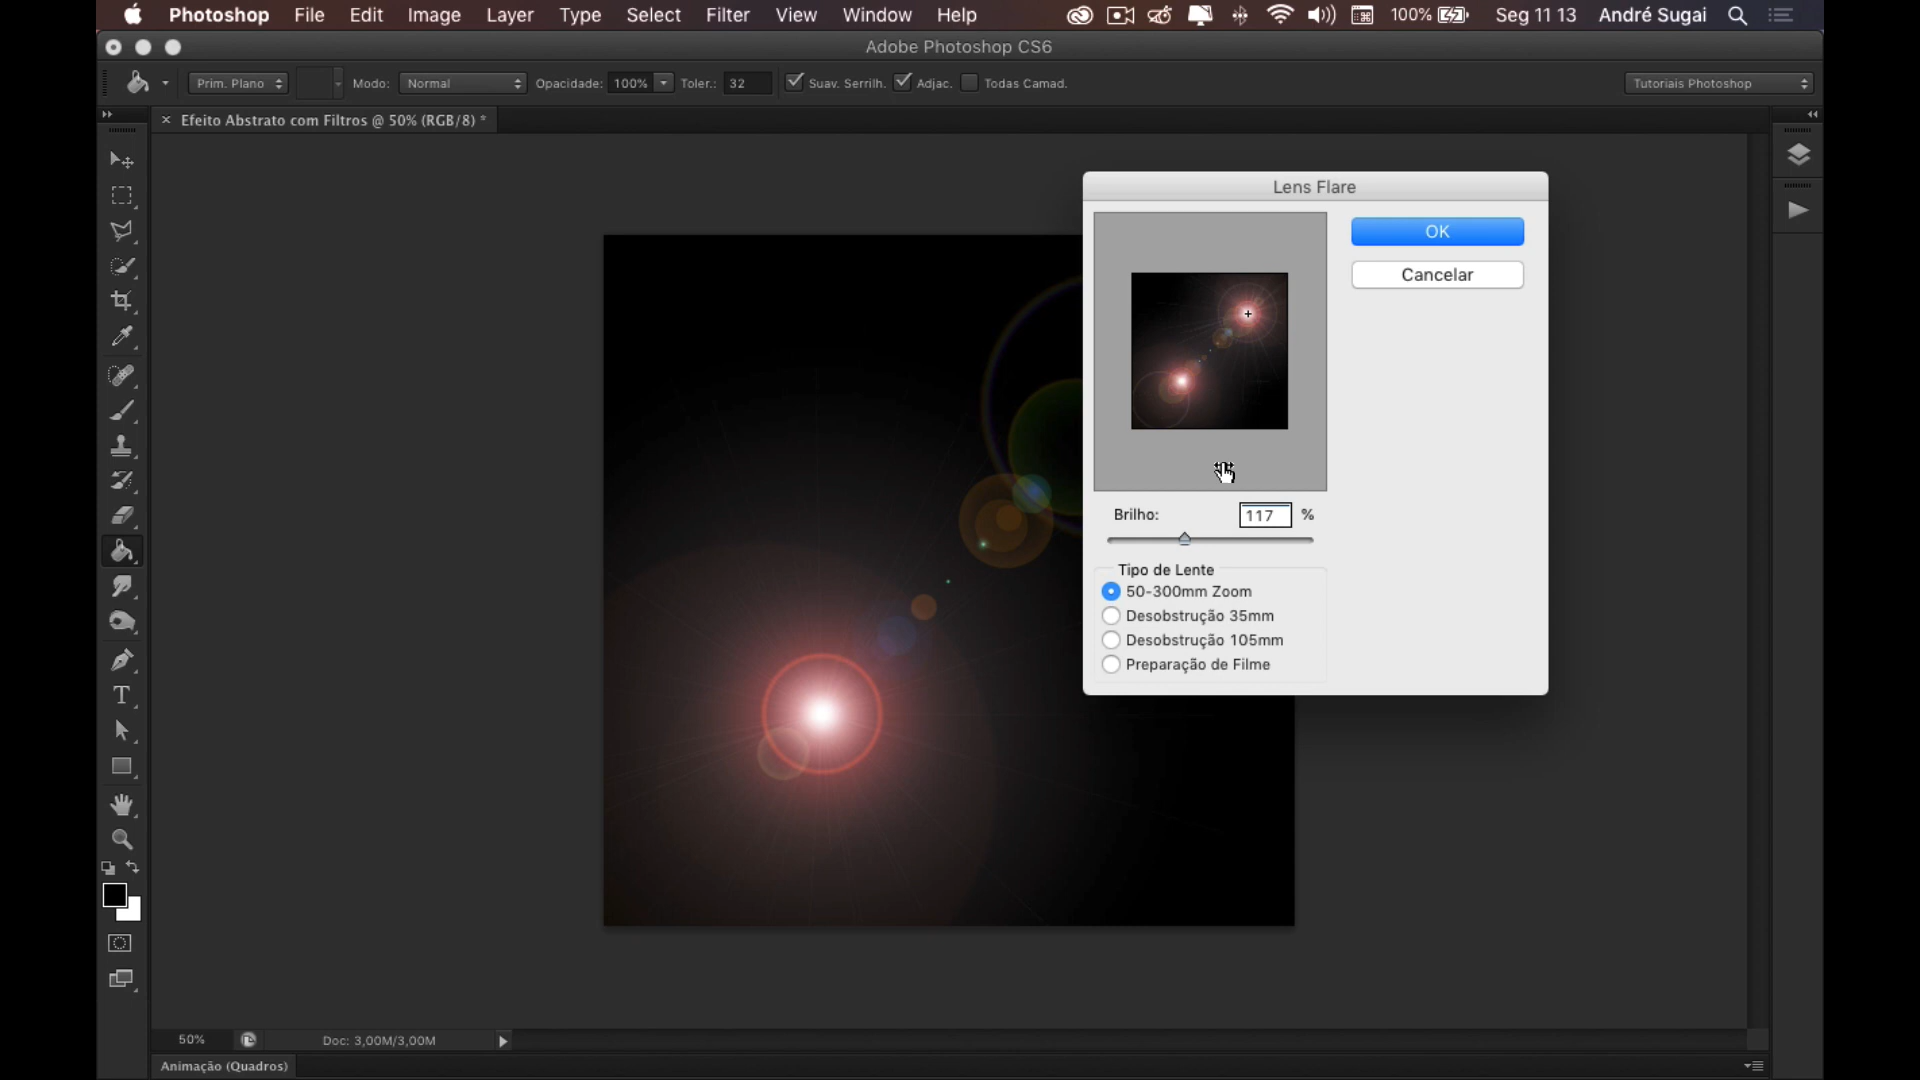 Photoshop File Edit Image Layer Type Select Filter View Window Help 100% Seg 11 13 André Sugai
Adobe Photoshop CS6
Prim. Plano Modo: Normal Opacidade: 100% Toler.: 32 Suav. Serrilh. Adjac. Todas Camad. Tutoriais Photoshop
× Efeito Abstrato com Filtros @ 50% (RGB/8) *
Lens Flare
OK
Cancelar
Brilho: 117 %
Tipo de Lente
50-300mm Zoom
Desobstrução 35mm
Desobstrução 105mm
Preparação de Filme
50% Doc: 3,00M/3,00M
Animação (Quadros)